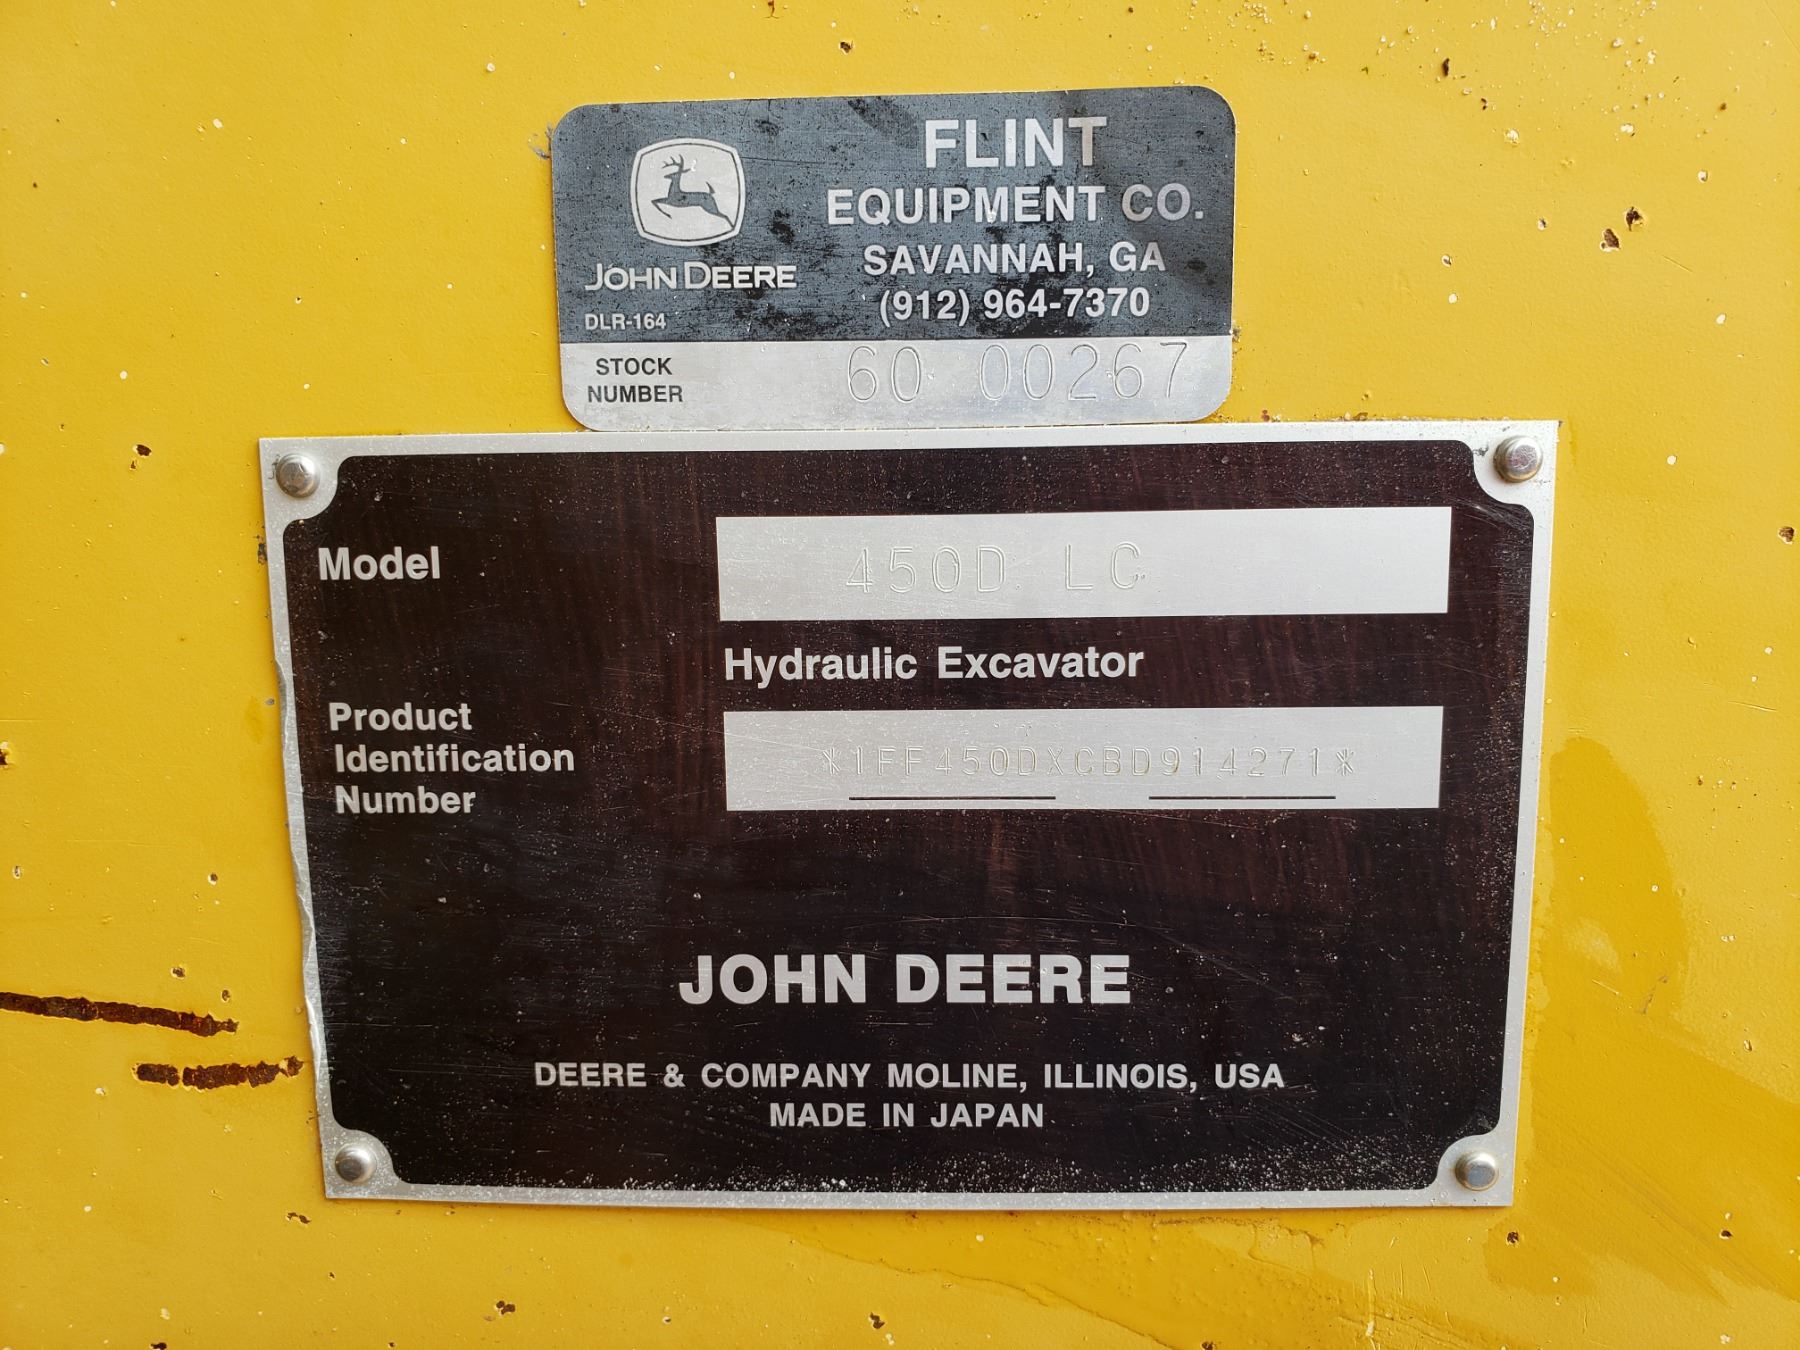 FLINT
EQUIPMENT CO.
SAVANNAH, GA
(912) 964-7370
JOHN DEERE
DLR-164
STOCK
NUMBER
60 00267
Model
450D LC
Hydraulic Excavator
Product
Identification
Number
*1FF450DXCBD914271*
JOHN DEERE
DEERE & COMPANY MOLINE, ILLINOIS, USA
MADE IN JAPAN